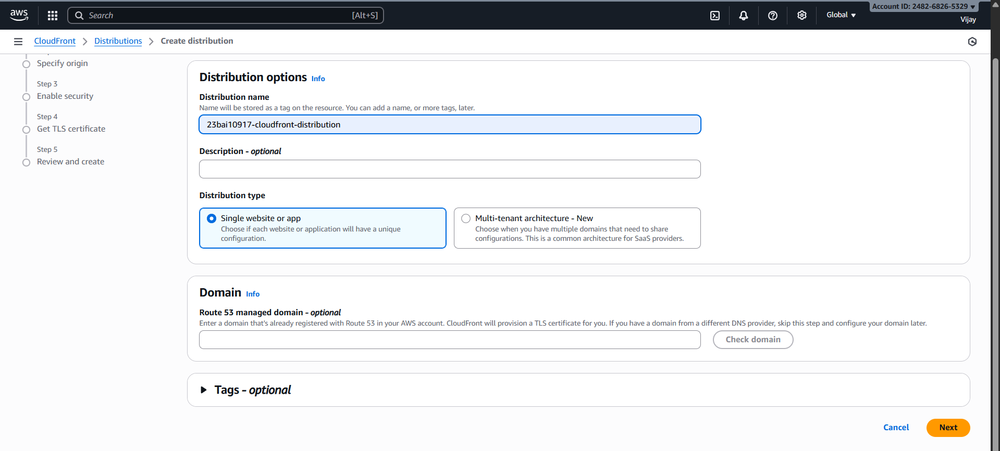 aws
Search [Alt+S]
Global
Account ID: 2482-6826-5329
Vijay
CloudFront
Distributions
Create distribution
Specify origin
Step 3
Enable security
Step 4
Get TLS certificate
Step 5
Review and create
Distribution options Info
Distribution name
Name will be stored as a tag on the resource. You can add a name, or more tags, later.
23bai10917-cloudfront-distribution
Description - optional
Distribution type
Single website or app
Choose if each website or application will have a unique
configuration.
Multi-tenant architecture - New
Choose when you have multiple domains that need to share
configurations. This is a common architecture for SaaS providers.
Domain Info
Route 53 managed domain - optional
Enter a domain that's already registered with Route 53 in your AWS account. CloudFront will provision a TLS certificate for you. If you have a domain from a different DNS provider, skip this step and configure your domain later.
Check domain
Tags - optional
Cancel
Next